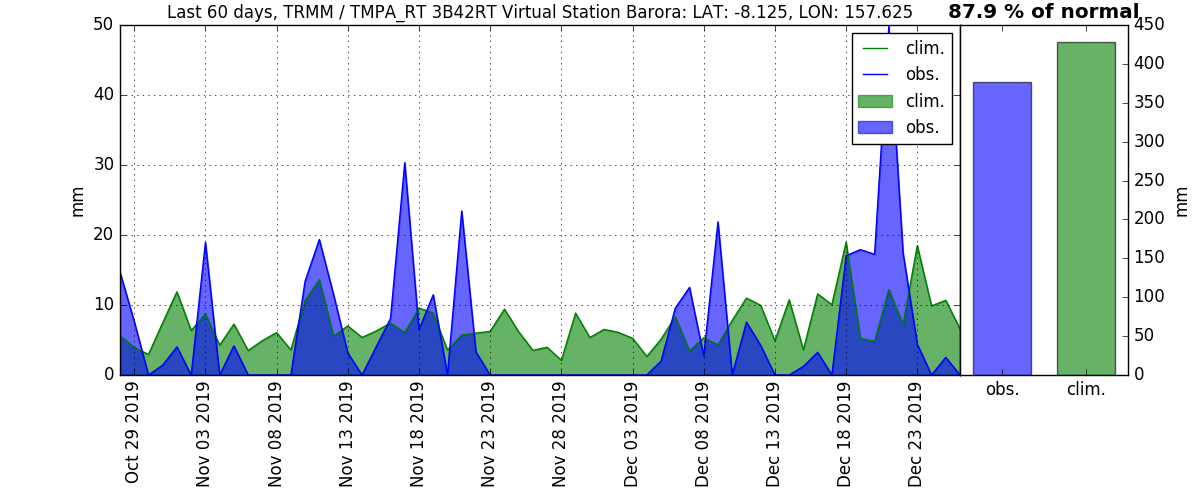 Last 60 days, TRMM / TMPA_RT 3B42RT Virtual Station Barora: LAT: -8.125, LON: 157.625
87.9 % of normal
50
40
30
20
10
0
mm
clim.
obs.
clim.
obs.
450
400
350
300
250
200
150
100
50
0
mm
obs.
clim.
Oct 29 2019
Nov 03 2019
Nov 08 2019
Nov 13 2019
Nov 18 2019
Nov 23 2019
Nov 28 2019
Dec 03 2019
Dec 08 2019
Dec 13 2019
Dec 18 2019
Dec 23 2019